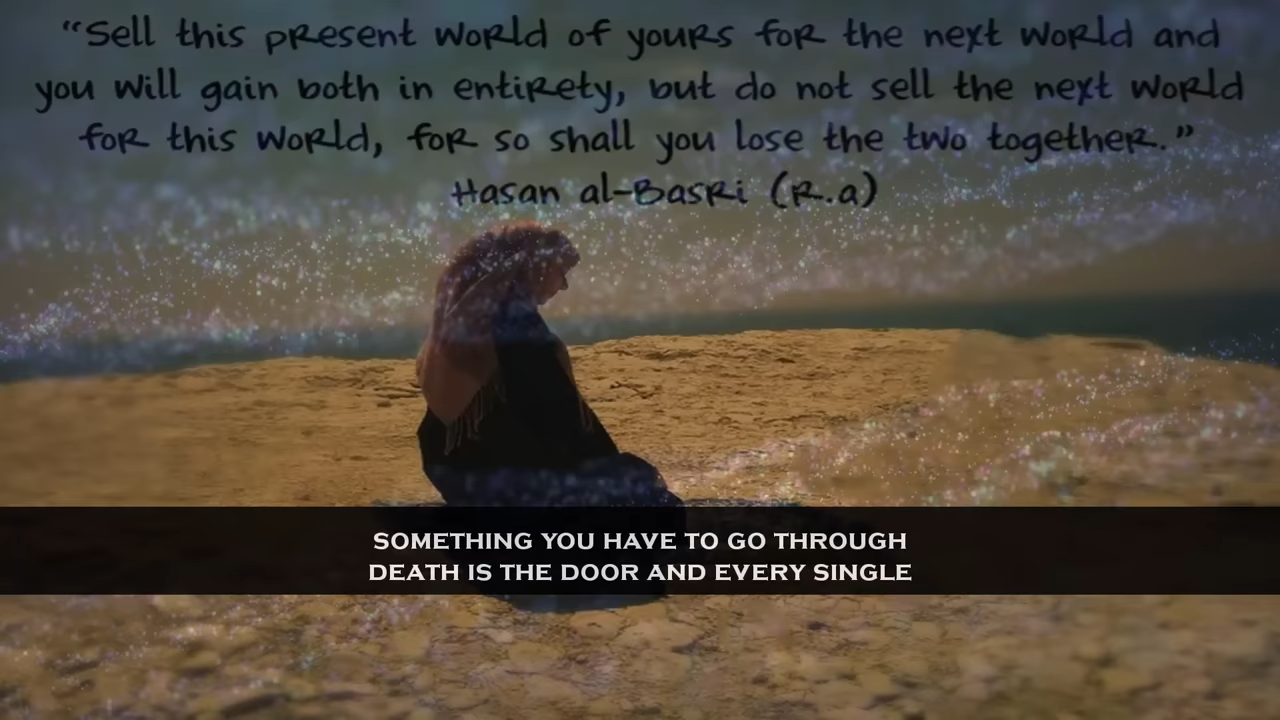 “Sell this present world of yours for the next world and
you will gain both in entirety, but do not sell the next world
for this world, for so shall you lose the two together.”
Hasan al-Basri (R.a)
SOMETHING YOU HAVE TO GO THROUGH
DEATH IS THE DOOR AND EVERY SINGLE